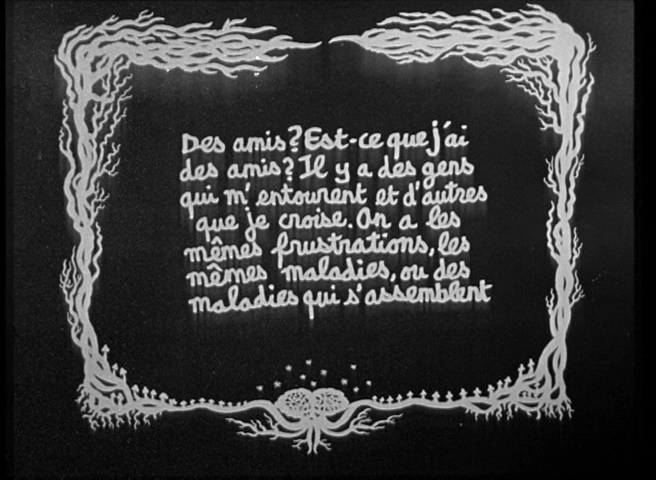 Des amis? Est-ce que j'ai
des amis? Il y a des gens
qui m'entourent et d'autres
que je croise. On a les
mêmes frustrations, les
mêmes maladies, ou des
maladies qui s'assemblent